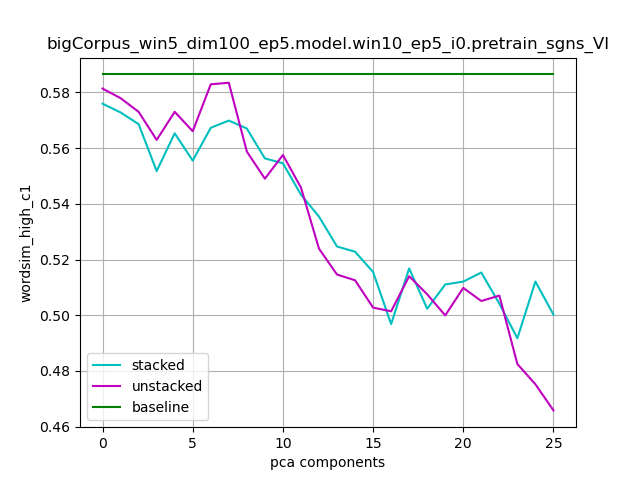 bigCorpus_win5_dim100_ep5.model.win10_ep5_i0.pretrain_sgns_VI
wordsim_high_c1
0.58
0.56
0.54
0.52
0.50
0.48
0.46
stacked
unstacked
baseline
0 5 10 15 20 25
pca components